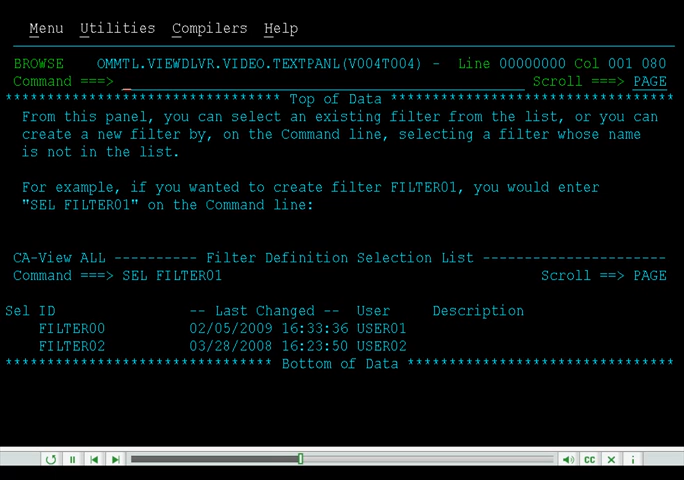 Menu Utilities Compilers Help
BROWSE OMMTL.VIEWDLVR.VIDEO.TEXTPANL(V004T004) - Line 00000000 Col 001 080
Command ===> Scroll ===> PAGE
******************************** Top of Data *********************************
From this panel, you can select an existing filter from the list, or you can
create a new filter by, on the Command line, selecting a filter whose name
is not in the list.
For example, if you wanted to create filter FILTER01, you would enter
"SEL FILTER01" on the Command line:
CA-View ALL ---------- Filter Definition Selection List ----------------------
Command ===> SEL FILTER01 Scroll ==> PAGE
Sel ID -- Last Changed -- User Description
FILTER00 02/05/2009 16:33:36 USER01
FILTER02 03/28/2008 16:23:50 USER02
******************************* Bottom of Data *******************************
CC